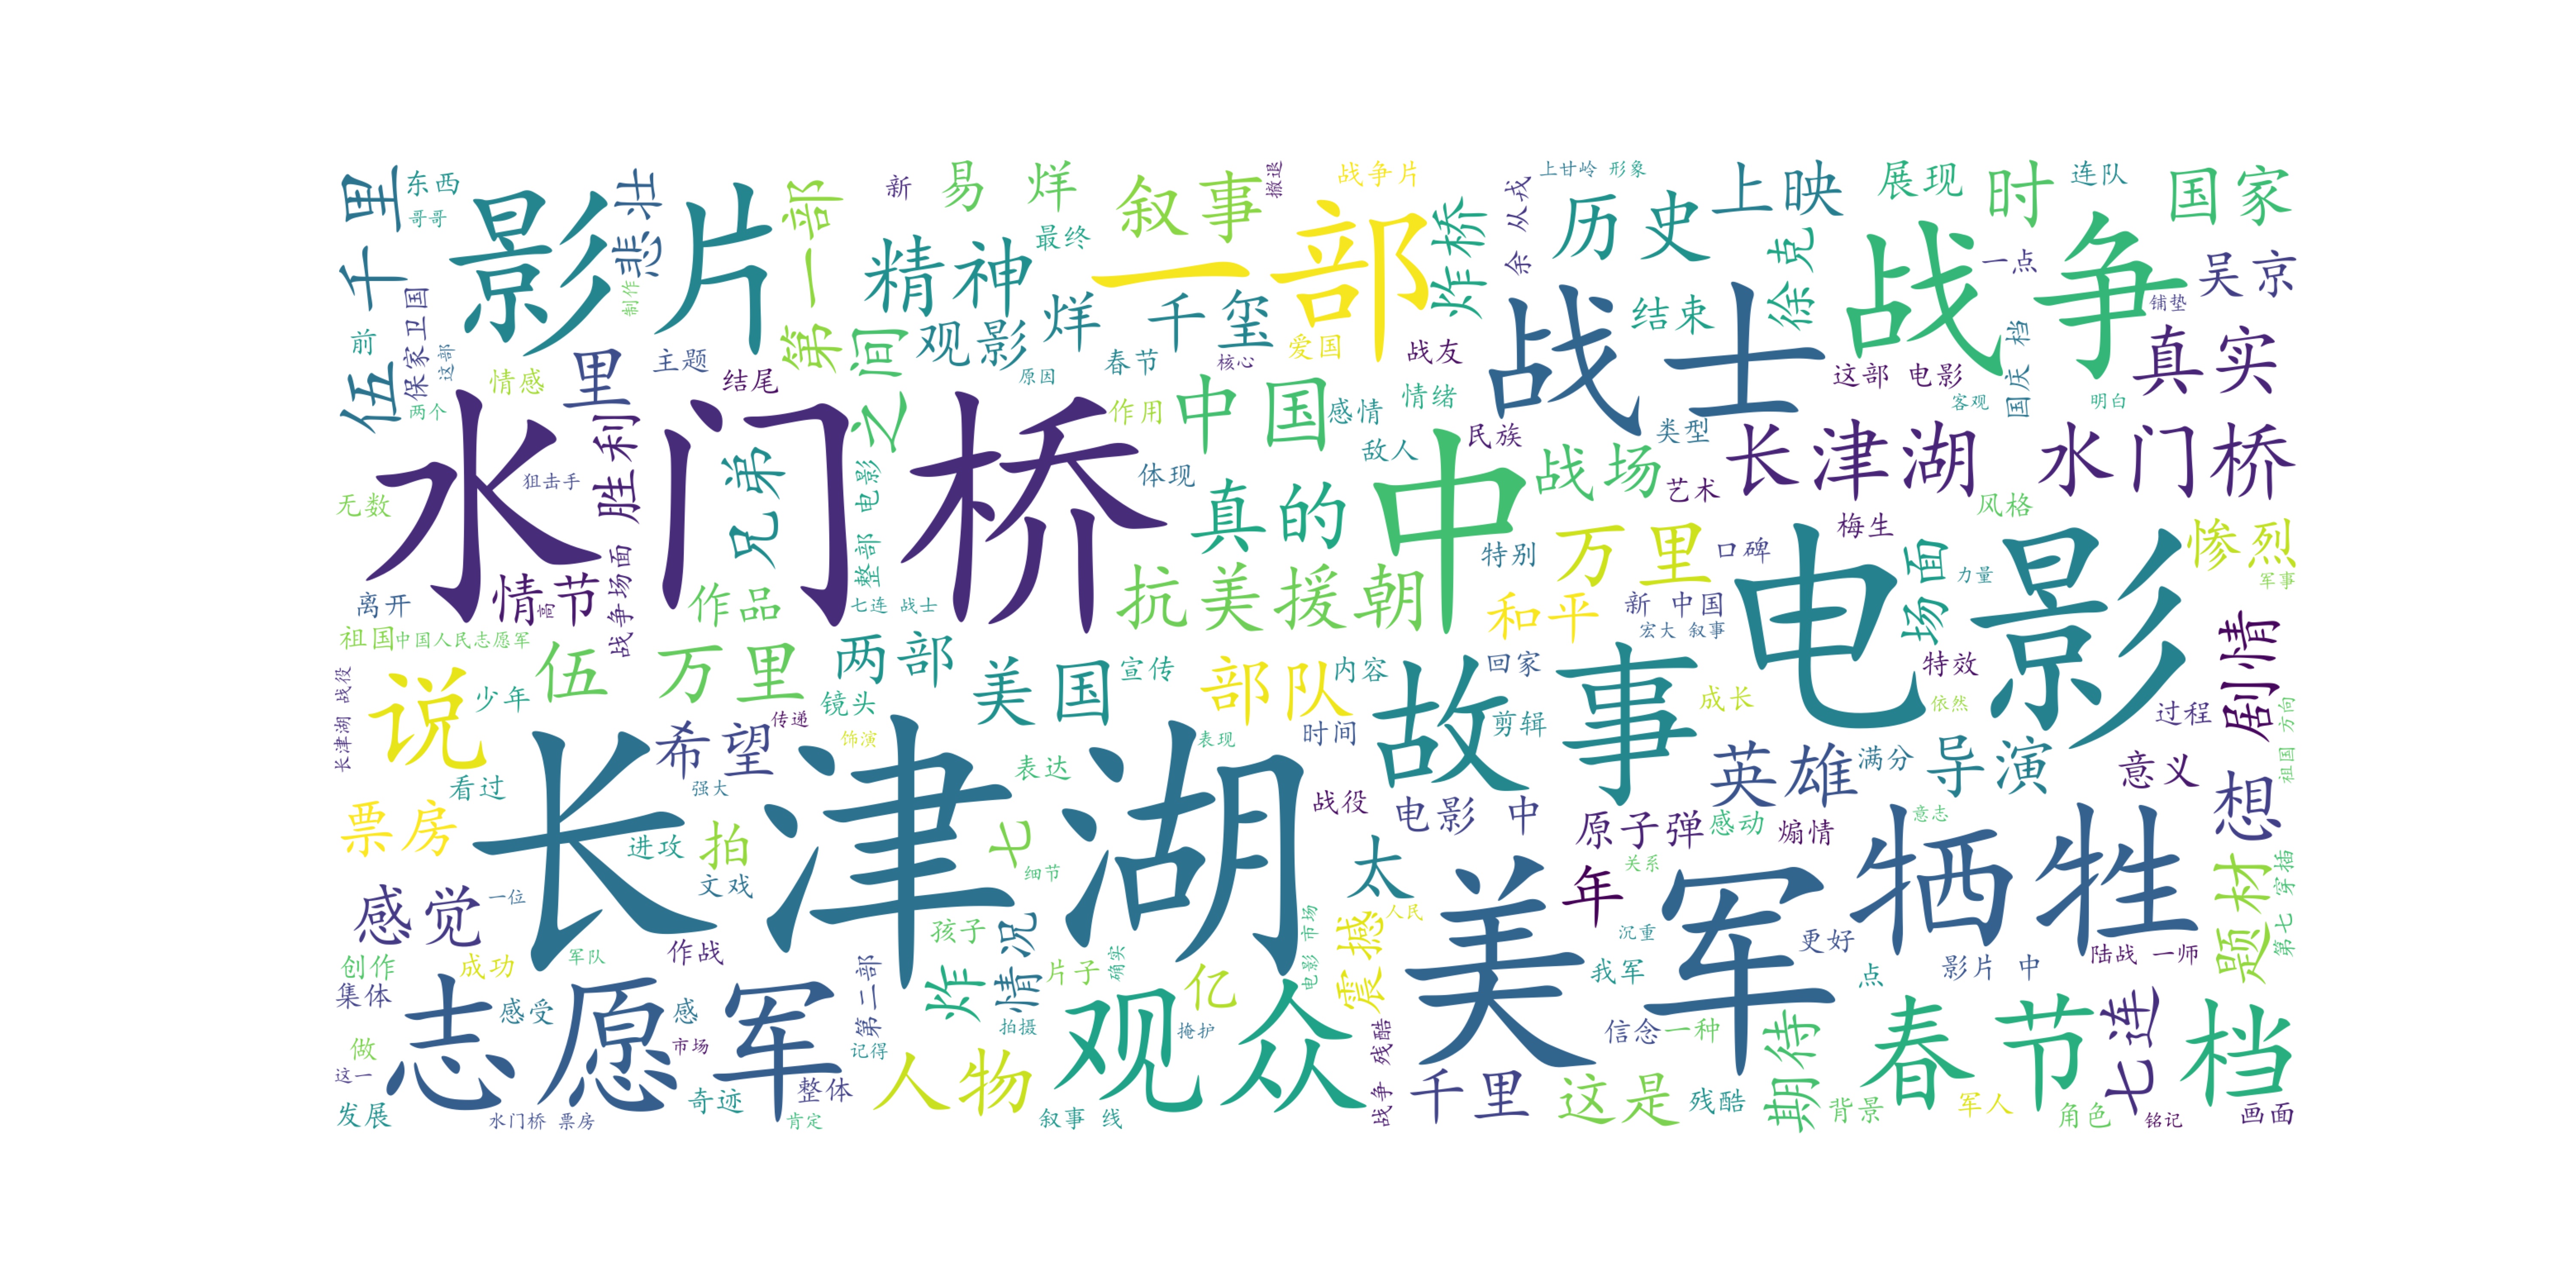 伍千里
东西
哥哥
影片
悲壮
第一部
新
易 烊
叙事
撤退
战争片
一部
炸桥
余 从戎
上甘岭 形象
历史
上映
徐克
展现
时
连队
国家
战争
一点
吴京
铺垫
真实
精神
最终
制作
保家卫国
前
这部
两个
情感
里
主题
结尾
之间
观影
烊 千玺
春节
核心
原因
爱国
战友
战士
结束
这部 电影
国庆 档
客观
明白
水门桥
狙击手
胜利
兄弟
整部 电影
作用
中国
感情
情绪
敌人
体现
民族
类型
战场
艺术
长津湖 水门桥
风格
真的
中
无数
情节
高
战争场面
离开
作品
七连 战士
抗美援朝
特别
万里
口碑
梅生
电影
场面
力量
惨烈
军事
和平
新 中国
宏大 叙事
祖国
中国人民志愿军
伍 万里
两部
美国
宣传
部队
内容
故事
回家
特效
剧情
长津湖 战役
说
少年
镜头
传递
饰演
希望
强大
时间
剪辑
成长
依然
过程
祖国 方向
看过
长津湖
表达
表现
英雄
满分
导演
意义
想
票房
进攻
拍
文戏
七
细节
战役
电影 中
原子弹
感动
煽情
意志
牺牲
太
美军
年
关系
题材
第七 穿插
感觉
一位
军队
作战
孩子
情况
电影 市场
震撼
人民
沉重
更好
陆战 一师
创作
成功
集体
志愿军
感受
感
市场
第二部
炸
片子
确实
亿
我军
点
影片 中
做
这一
发展
水门桥 票房
奇迹
整体
肯定
记得
人物
拍摄
观众
掩护
叙事 线
战争 残酷
千里
信念
一种
这是
残酷
期待
春节档
背景
军人
角色
七连
铭记
画面